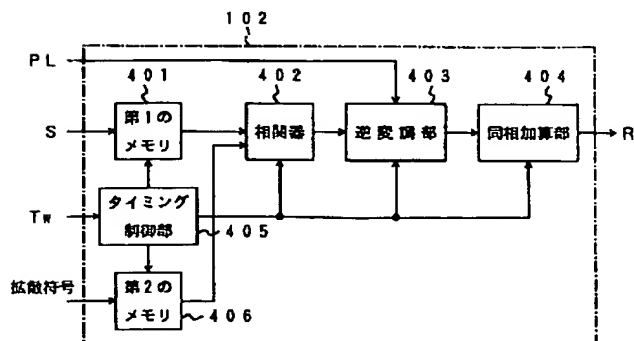 102
PL
401
402
403
404
S
第1の
メモリ
相関器
逆変調部
同相加算部
R
Tw
タイミング
制御部
405
拡散符号
第2の
メモリ
406